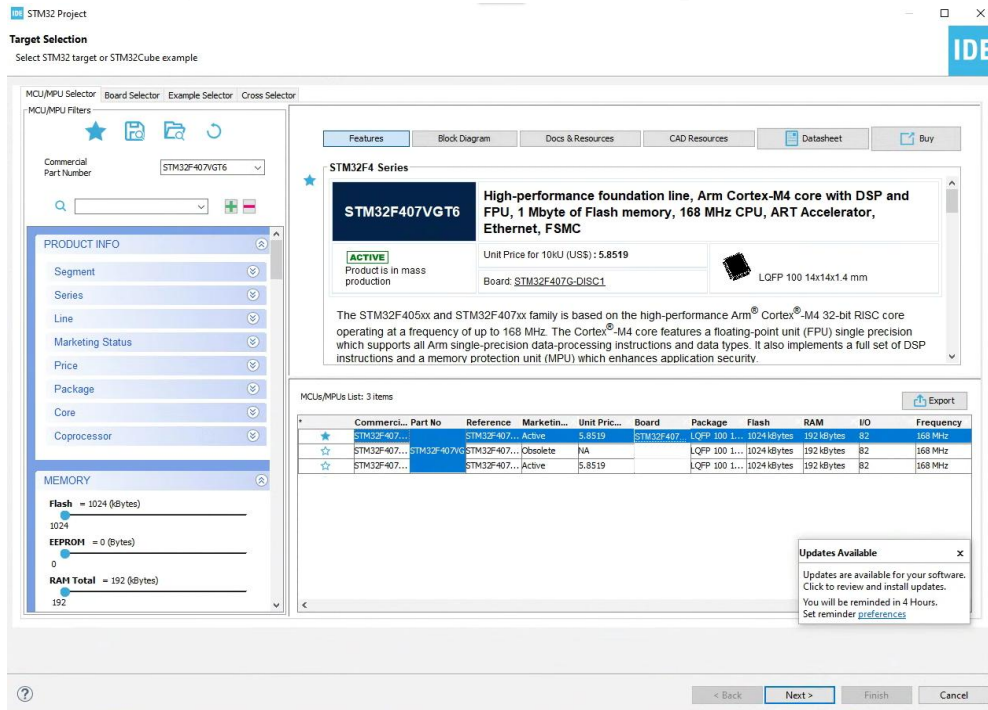 IDE STM32 Project
Target Selection
Select STM32 target or STM32Cube example
IDE
MCU/MPU Selector Board Selector Example Selector Cross Selector
MCU/MPU Filters
Commercial
Part Number
STM32F407VGT6
PRODUCT INFO
Segment
Series
Line
Marketing Status
Price
Package
Core
Coprocessor
MEMORY
Flash = 1024 (kBytes)
1024
EEPROM = 0 (Bytes)
0
RAM Total = 192 (kBytes)
192
Features Block Diagram Docs & Resources CAD Resources Datasheet Buy
STM32F4 Series
STM32F407VGT6
High-performance foundation line, Arm Cortex-M4 core with DSP and
FPU, 1 Mbyte of Flash memory, 168 MHz CPU, ART Accelerator,
Ethernet, FSMC
ACTIVE
Product is in mass
production
Unit Price for 10kU (US$) : 5.8519
Board: STM32F407G-DISC1
LQFP 100 14x14x1.4 mm
The STM32F405xx and STM32F407xx family is based on the high-performance Arm® Cortex®-M4 32-bit RISC core
operating at a frequency of up to 168 MHz. The Cortex®-M4 core features a floating-point unit (FPU) single precision
which supports all Arm single-precision data-processing instructions and data types. It also implements a full set of DSP
instructions and a memory protection unit (MPU) which enhances application security.
MCUs/MPUs List: 3 items
Export
* Commerci... Part No Reference Marketin... Unit Pric... Board Package Flash RAM I/O Frequency
STM32F407... STM32F407... Active 5.8519 STM32F407... LQFP 100 1... 1024 kBytes 192 kBytes 82 168 MHz
STM32F407... STM32F407VG STM32F407... Obsolete NA LQFP 100 1... 1024 kBytes 192 kBytes 82 168 MHz
STM32F407... STM32F407... Active 5.8519 LQFP 100 1... 1024 kBytes 192 kBytes 82 168 MHz
Updates Available x
Updates are available for your software.
Click to review and install updates.
You will be reminded in 4 Hours.
Set reminder preferences
? < Back Next > Finish Cancel